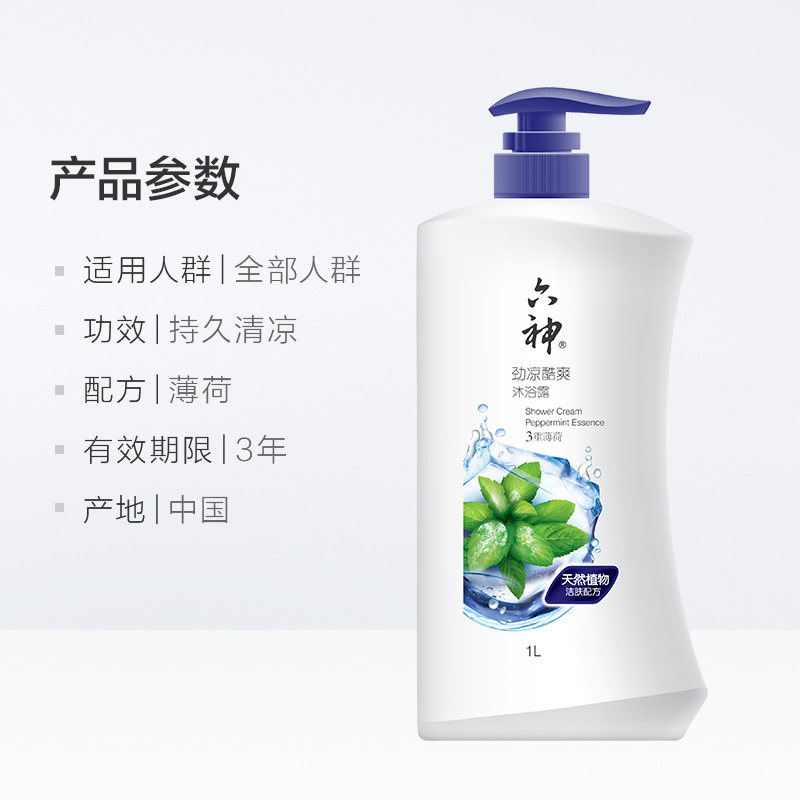 产品参数
适用人群|全部人群
功效|持久清凉
配方|薄荷
有效期限|3年
产地|中国
六神®
劲凉酷爽
沐浴露
Shower Cream
Peppermint Essence
3重薄荷
天然植物
洁肤配方
1L